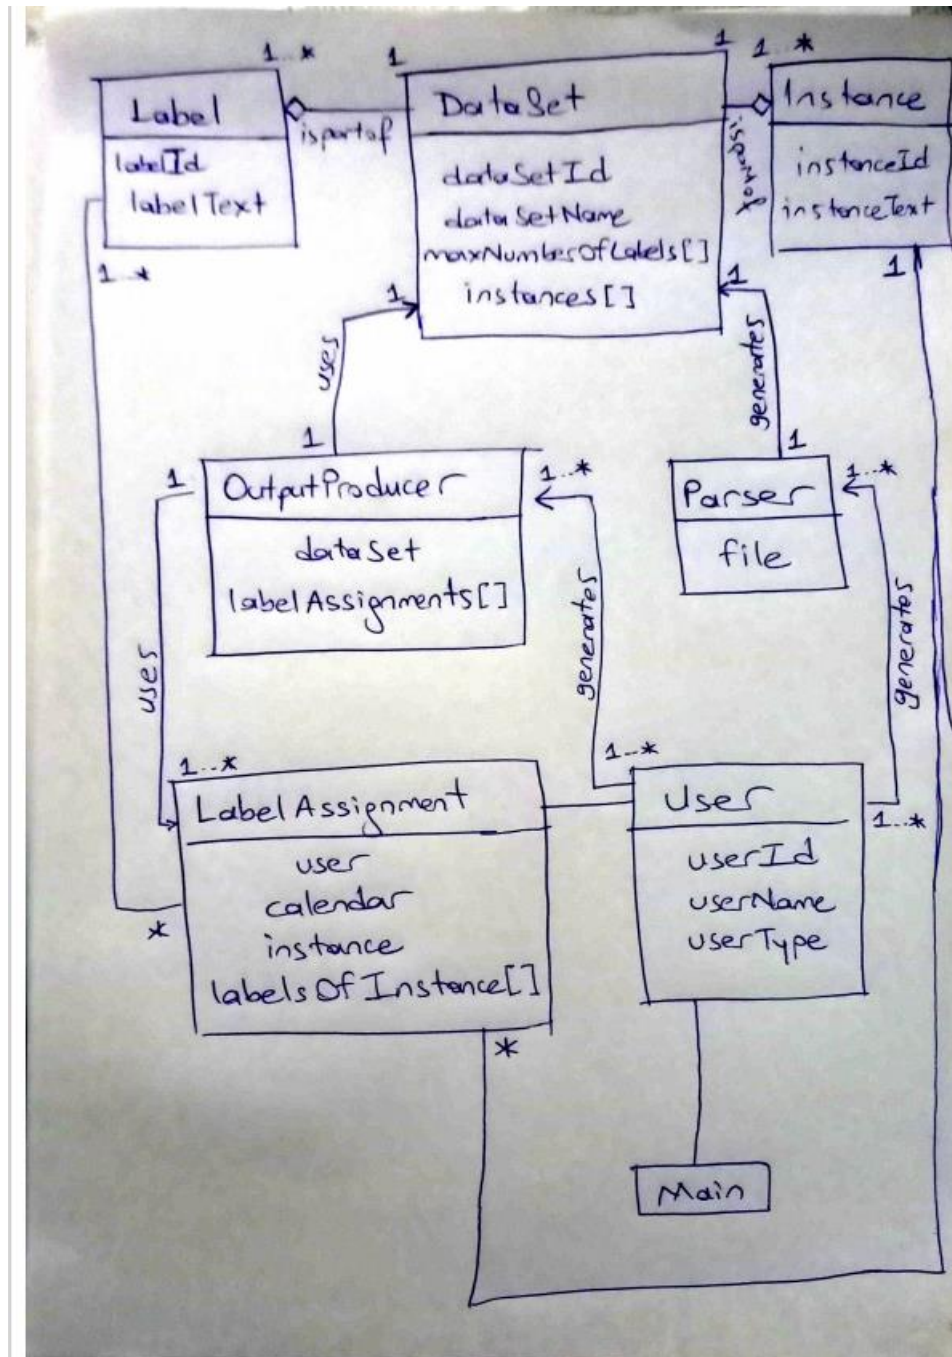 1...*
1
1
1...*
Label
DataSet
Instance
ispartof
ispartof
labelId
labelText
dataSetId
dataSetName
maxNumberOfLabels[]
instances[]
instanceId
instanceText
1...*
1
1
1
uses
generates
1
1
1
1...*
1...*
OutputProducer
Parser
dataSet
labelAssignments[]
file
uses
generates
generates
1...*
1...*
1...*
LabelAssignment
User
user
calendar
instance
labelsOfInstance[]
userId
userName
userType
*
*
Main